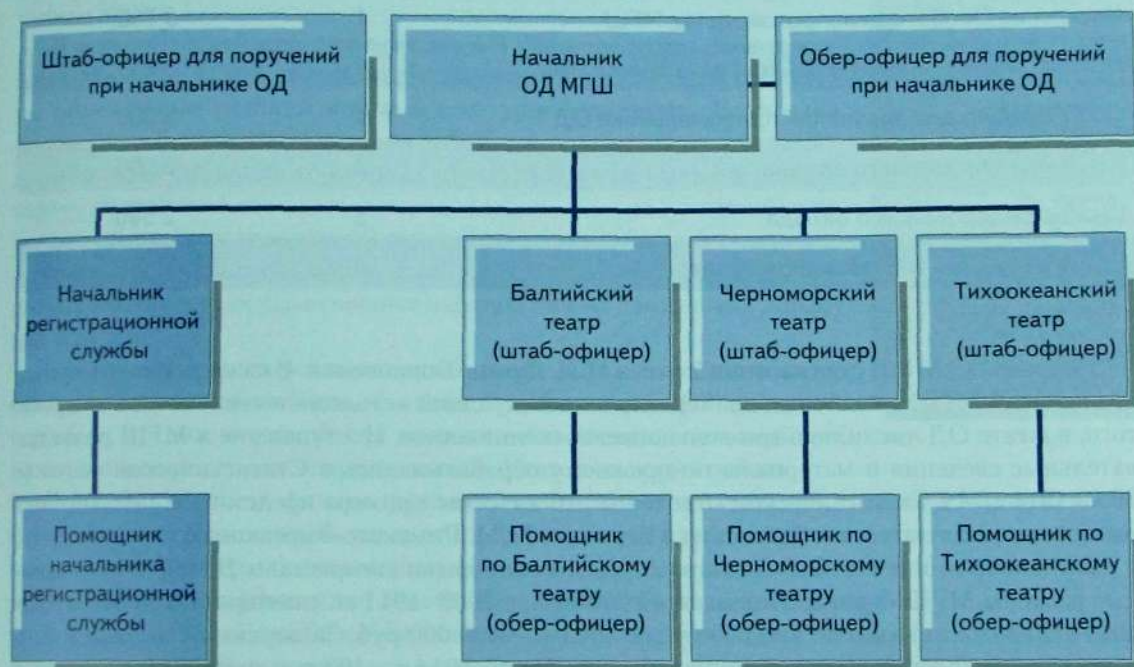 Штаб-офицер для поручений
при начальнике ОД
Начальник
ОД МГШ
Обер-офицер для поручений
при начальнике ОД
Начальник
регистрационной
службы
Балтийский
театр
(штаб-офицер)
Черноморский
театр
(штаб-офицер)
Тихоокеанский
театр
(штаб-офицер)
Помощник
начальника
регистрационной
службы
Помощник
по Балтийскому
театру
(обер-офицер)
Помощник по
Черноморскому
театру
(обер-офицер)
Помощник по
Тихоокеанскому
театру
(обер-офицер)